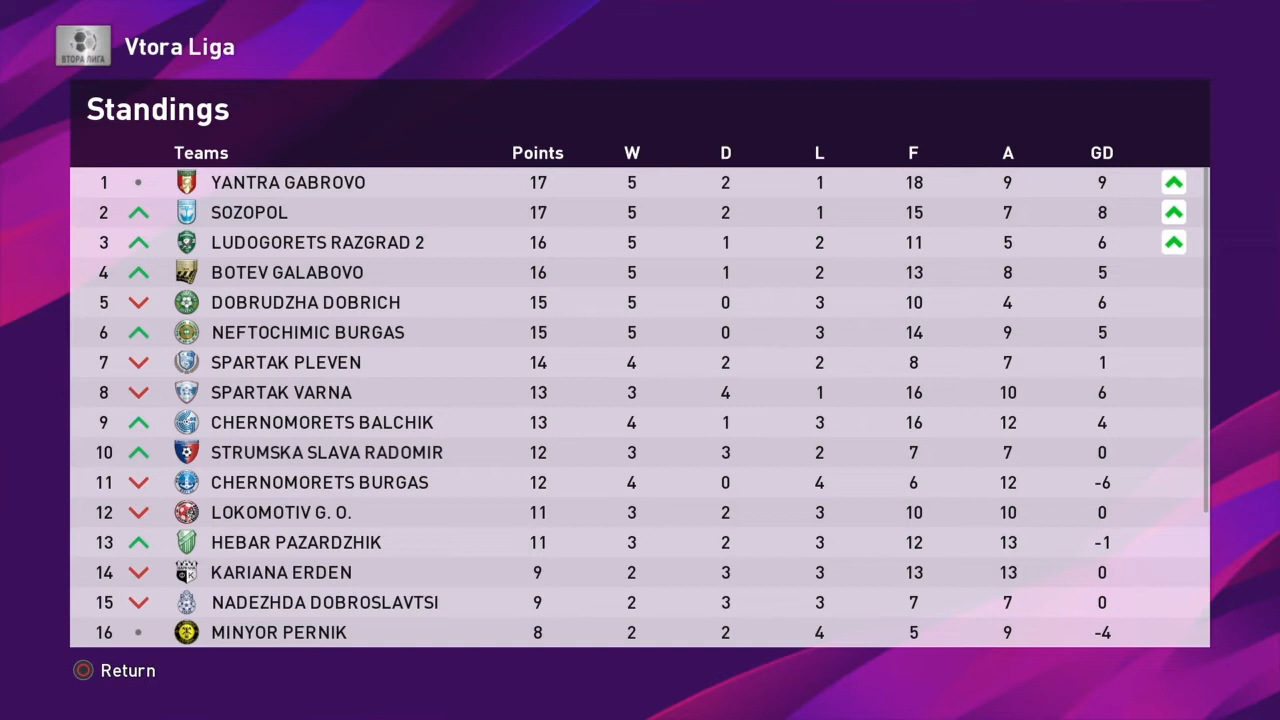 ВТОРА ЛИГА
Vtora Liga
Standings
Teams Points W D L F A GD
1 YANTRA GABROVO 17 5 2 1 18 9 9
2 SOZOPOL 17 5 2 1 15 7 8
3 LUDOGORETS RAZGRAD 2 16 5 1 2 11 5 6
4 BOTEV GALABOVO 16 5 1 2 13 8 5
5 DOBRUDZHA DOBRICH 15 5 0 3 10 4 6
6 NEFTOCHIMIC BURGAS 15 5 0 3 14 9 5
7 SPARTAK PLEVEN 14 4 2 2 8 7 1
8 SPARTAK VARNA 13 3 4 1 16 10 6
9 CHERNOMORETS BALCHIK 13 4 1 3 16 12 4
10 STRUMSKA SLAVA RADOMIR 12 3 3 2 7 7 0
11 CHERNOMORETS BURGAS 12 4 0 4 6 12 -6
12 LOKOMOTIV G. O. 11 3 2 3 10 10 0
13 HEBAR PAZARDZHIK 11 3 2 3 12 13 -1
14 KARIANA ERDEN 9 2 3 3 13 13 0
15 NADEZHDA DOBROSLAVTSI 9 2 3 3 7 7 0
16 MINYOR PERNIK 8 2 2 4 5 9 -4
Return